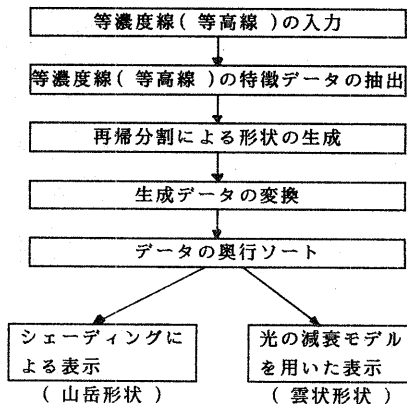 等濃度線(等高線)の入力
等濃度線(等高線)の特徴データの抽出
再帰分割による形状の生成
生成データの変換
データの奥行ソート
シェーディングに
よる表示
(山岳形状)
光の減衰モデル
を用いた表示
(雲状形状)